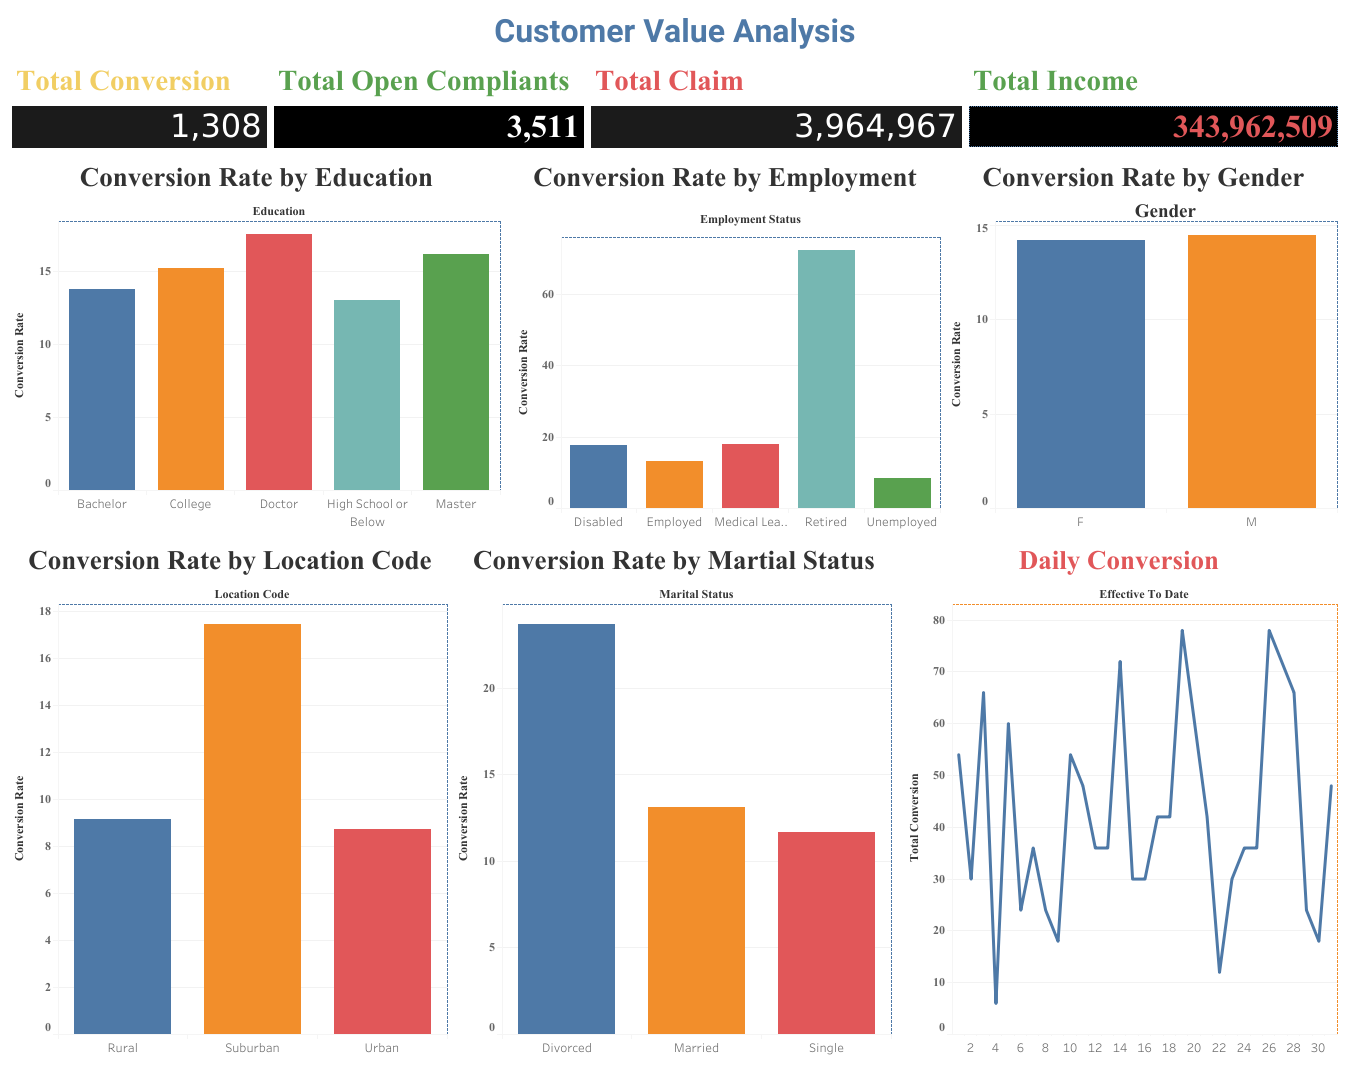 Customer Value Analysis
Total Conversion
Total Open Compliants
Total Claim
Total Income
1,308
3,511
3,964,967
343,962,509
Conversion Rate by Education
Education
Conversion Rate
15
10
5
0
Bachelor
College
Doctor
High School or
Below
Master
Conversion Rate by Employment
Employment Status
Conversion Rate
60
40
20
0
Disabled
Employed
Medical Lea..
Retired
Unemployed
Conversion Rate by Gender
Gender
Conversion Rate
15
10
5
0
F
M
Conversion Rate by Location Code
Location Code
Conversion Rate
18
16
14
12
10
8
6
4
2
0
Rural
Suburban
Urban
Conversion Rate by Martial Status
Marital Status
Conversion Rate
20
15
10
5
0
Divorced
Married
Single
Daily Conversion
Effective To Date
Total Conversion
80
70
60
50
40
30
20
10
0
2 4 6 8 10 12 14 16 18 20 22 24 26 28 30